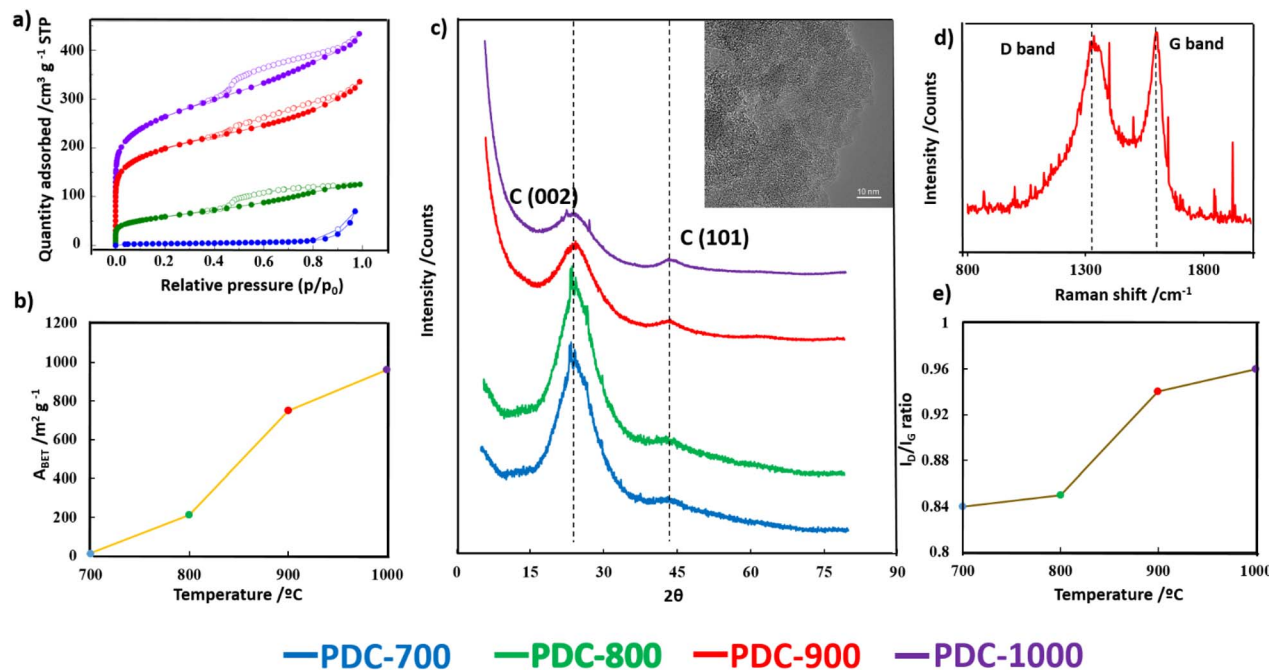 a)
Quantity adsorbed /cm³ g⁻¹ STP
400
300
200
100
0
0.0 0.2 0.4 0.6 0.8 1.0
Relative pressure (p/p₀)
b)
A_BET /m² g⁻¹
1200
1000
800
600
400
200
0
700 800 900 1000
Temperature /ºC
c)
Intensity /Counts
C (002)
C (101)
10 nm
0 15 30 45 60 75 90
2θ
d)
D band
G band
Intensity /Counts
800 1300 1800
Raman shift /cm⁻¹
e)
I_D/I_G ratio
1
0.96
0.92
0.88
0.84
0.8
700 800 900 1000
Temperature /ºC
PDC-700 PDC-800 PDC-900 PDC-1000